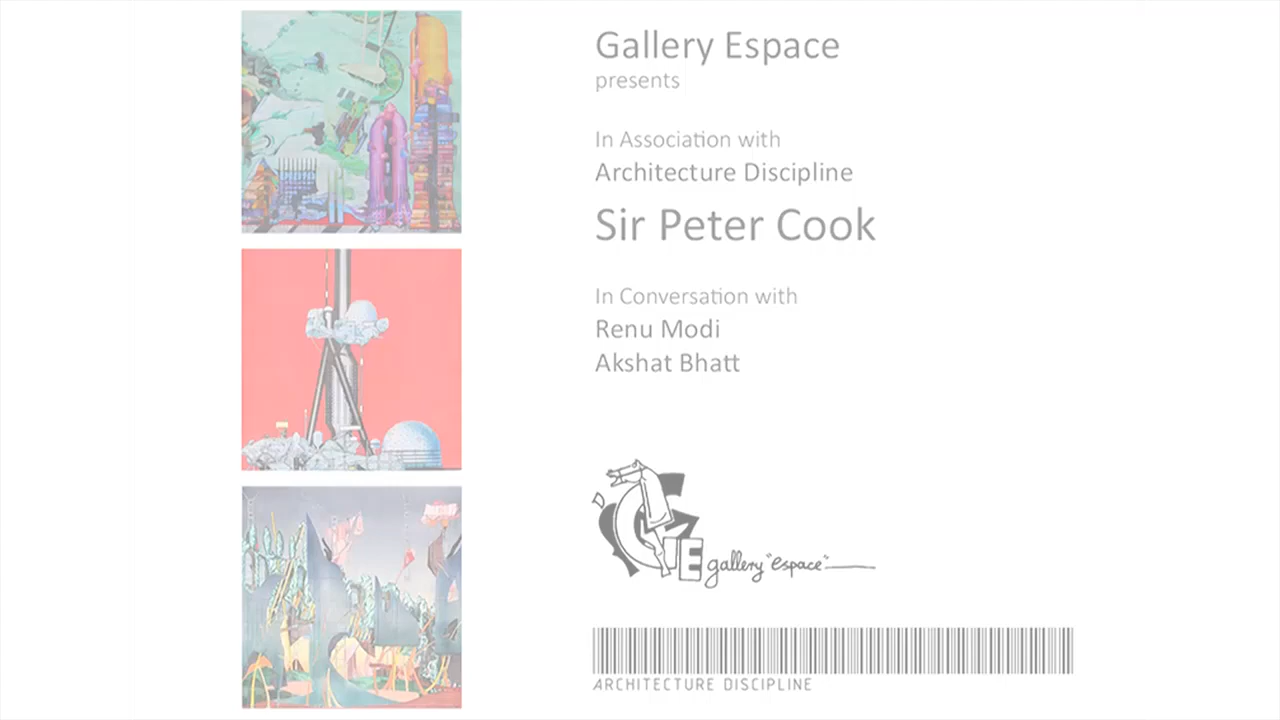 Gallery Espace
presents
In Association with
Architecture Discipline
Sir Peter Cook
In Conversation with
Renu Modi
Akshat Bhatt
GE gallery "espace"
ARCHITECTURE DISCIPLINE